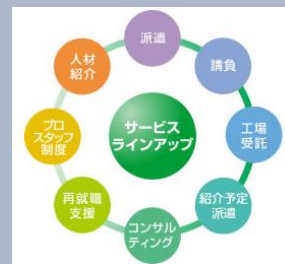 派遣
請負
工場
受託
紹介予定
派遣
コンサル
ティング
再就職
支援
プロ
スタッフ
制度
人材
紹介
サービス
ラインアップ